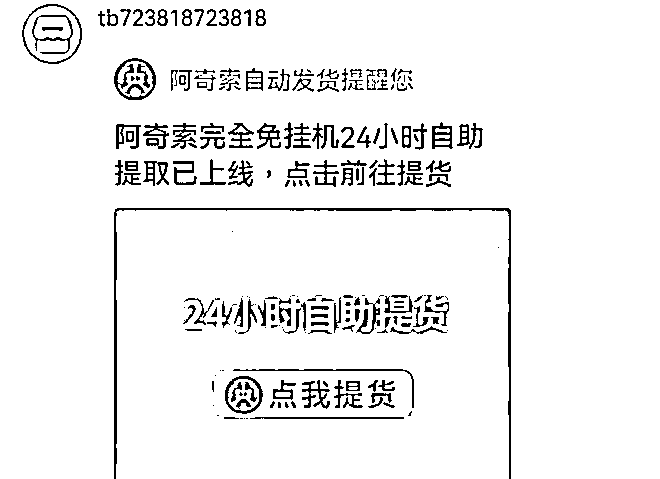 tb723818723818
阿奇索自动发货提醒您
阿奇索完全免挂机24小时自助
提取已上线，点击前往提货
24小时自助提货
点我提货